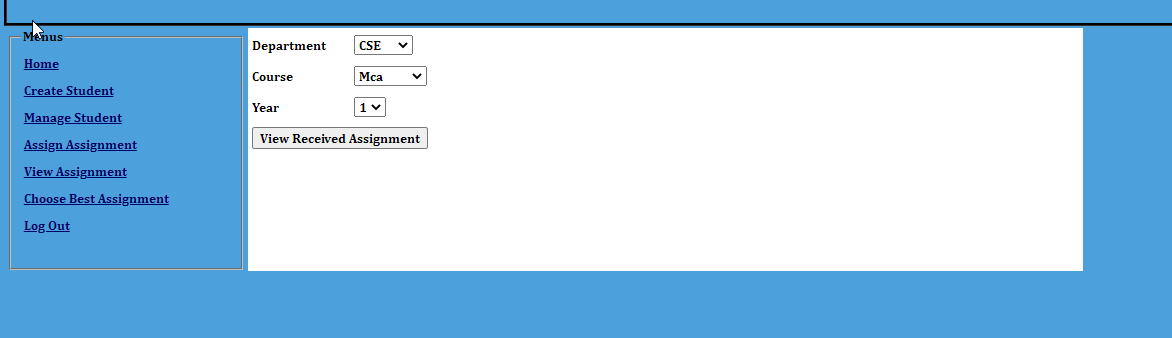 Menus
Home
Create Student
Manage Student
Assign Assignment
View Assignment
Choose Best Assignment
Log Out
Department CSE
Course Mca
Year 1
View Received Assignment